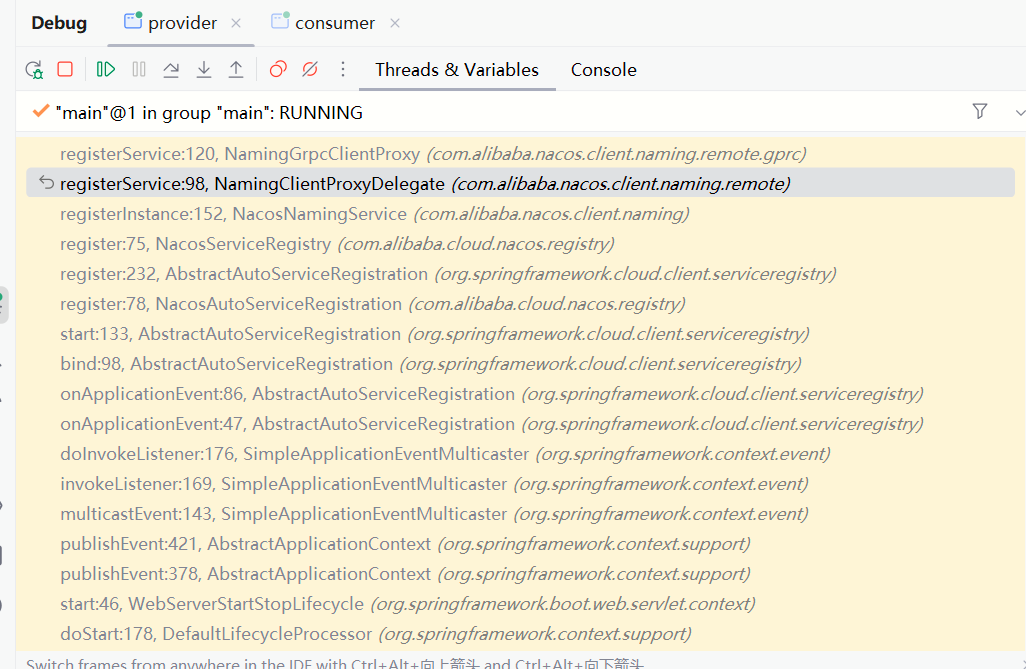 Debug provider consumer
Threads & Variables Console
"main"@1 in group "main": RUNNING
registerService:120, NamingGrpcClientProxy (com.alibaba.nacos.client.naming.remote.gprc)
registerService:98, NamingClientProxyDelegate (com.alibaba.nacos.client.naming.remote)
registerInstance:152, NacosNamingService (com.alibaba.nacos.client.naming)
register:75, NacosServiceRegistry (com.alibaba.cloud.nacos.registry)
register:232, AbstractAutoServiceRegistration (org.springframework.cloud.client.serviceregistry)
register:78, NacosAutoServiceRegistration (com.alibaba.cloud.nacos.registry)
start:133, AbstractAutoServiceRegistration (org.springframework.cloud.client.serviceregistry)
bind:98, AbstractAutoServiceRegistration (org.springframework.cloud.client.serviceregistry)
onApplicationEvent:86, AbstractAutoServiceRegistration (org.springframework.cloud.client.serviceregistry)
onApplicationEvent:47, AbstractAutoServiceRegistration (org.springframework.cloud.client.serviceregistry)
doInvokeListener:176, SimpleApplicationEventMulticaster (org.springframework.context.event)
invokeListener:169, SimpleApplicationEventMulticaster (org.springframework.context.event)
multicastEvent:143, SimpleApplicationEventMulticaster (org.springframework.context.event)
publishEvent:421, AbstractApplicationContext (org.springframework.context.support)
publishEvent:378, AbstractApplicationContext (org.springframework.context.support)
start:46, WebServerStartStopLifecycle (org.springframework.boot.web.servlet.context)
doStart:178, DefaultLifecycleProcessor (org.springframework.context.support)
Switch frames from anywhere in the IDE with Ctrl+Alt+向上箭头 and Ctrl+Alt+向下箭头